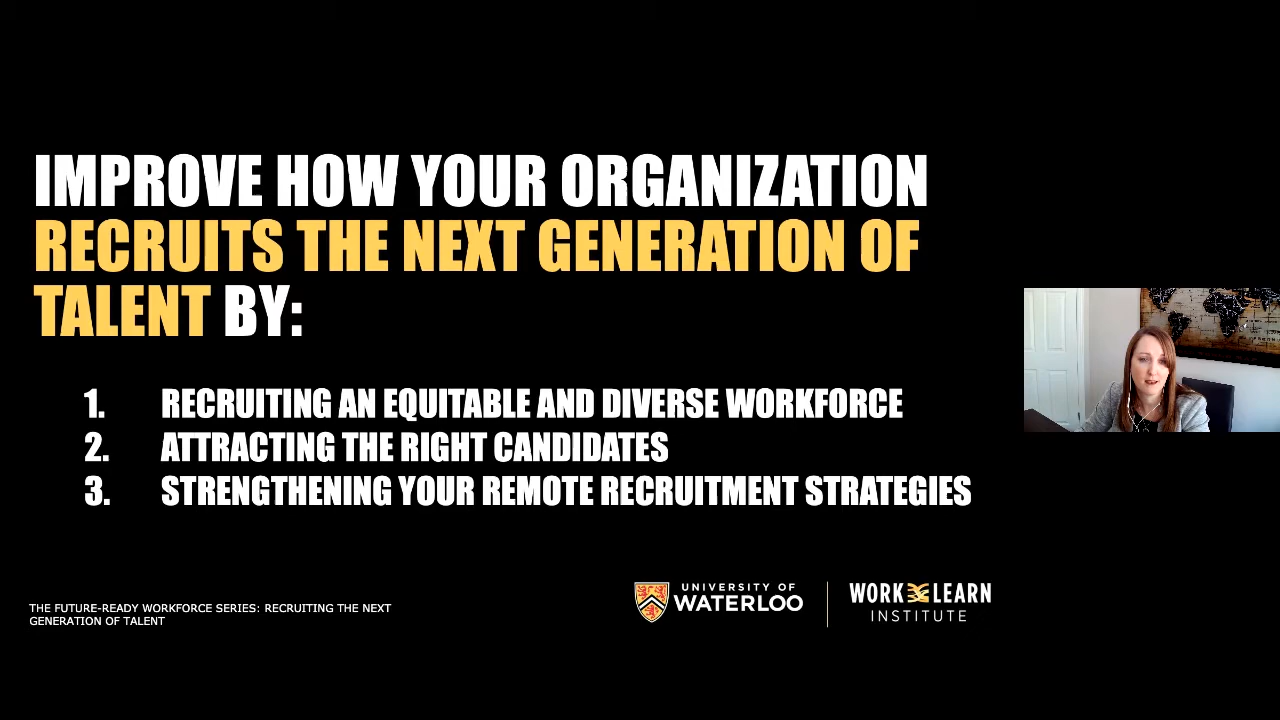 IMPROVE HOW YOUR ORGANIZATION
RECRUITS THE NEXT GENERATION OF
TALENT BY:
1. RECRUITING AN EQUITABLE AND DIVERSE WORKFORCE
2. ATTRACTING THE RIGHT CANDIDATES
3. STRENGTHENING YOUR REMOTE RECRUITMENT STRATEGIES
THE FUTURE-READY WORKFORCE SERIES: RECRUITING THE NEXT
GENERATION OF TALENT
UNIVERSITY OF
WATERLOO
WORK LEARN
INSTITUTE